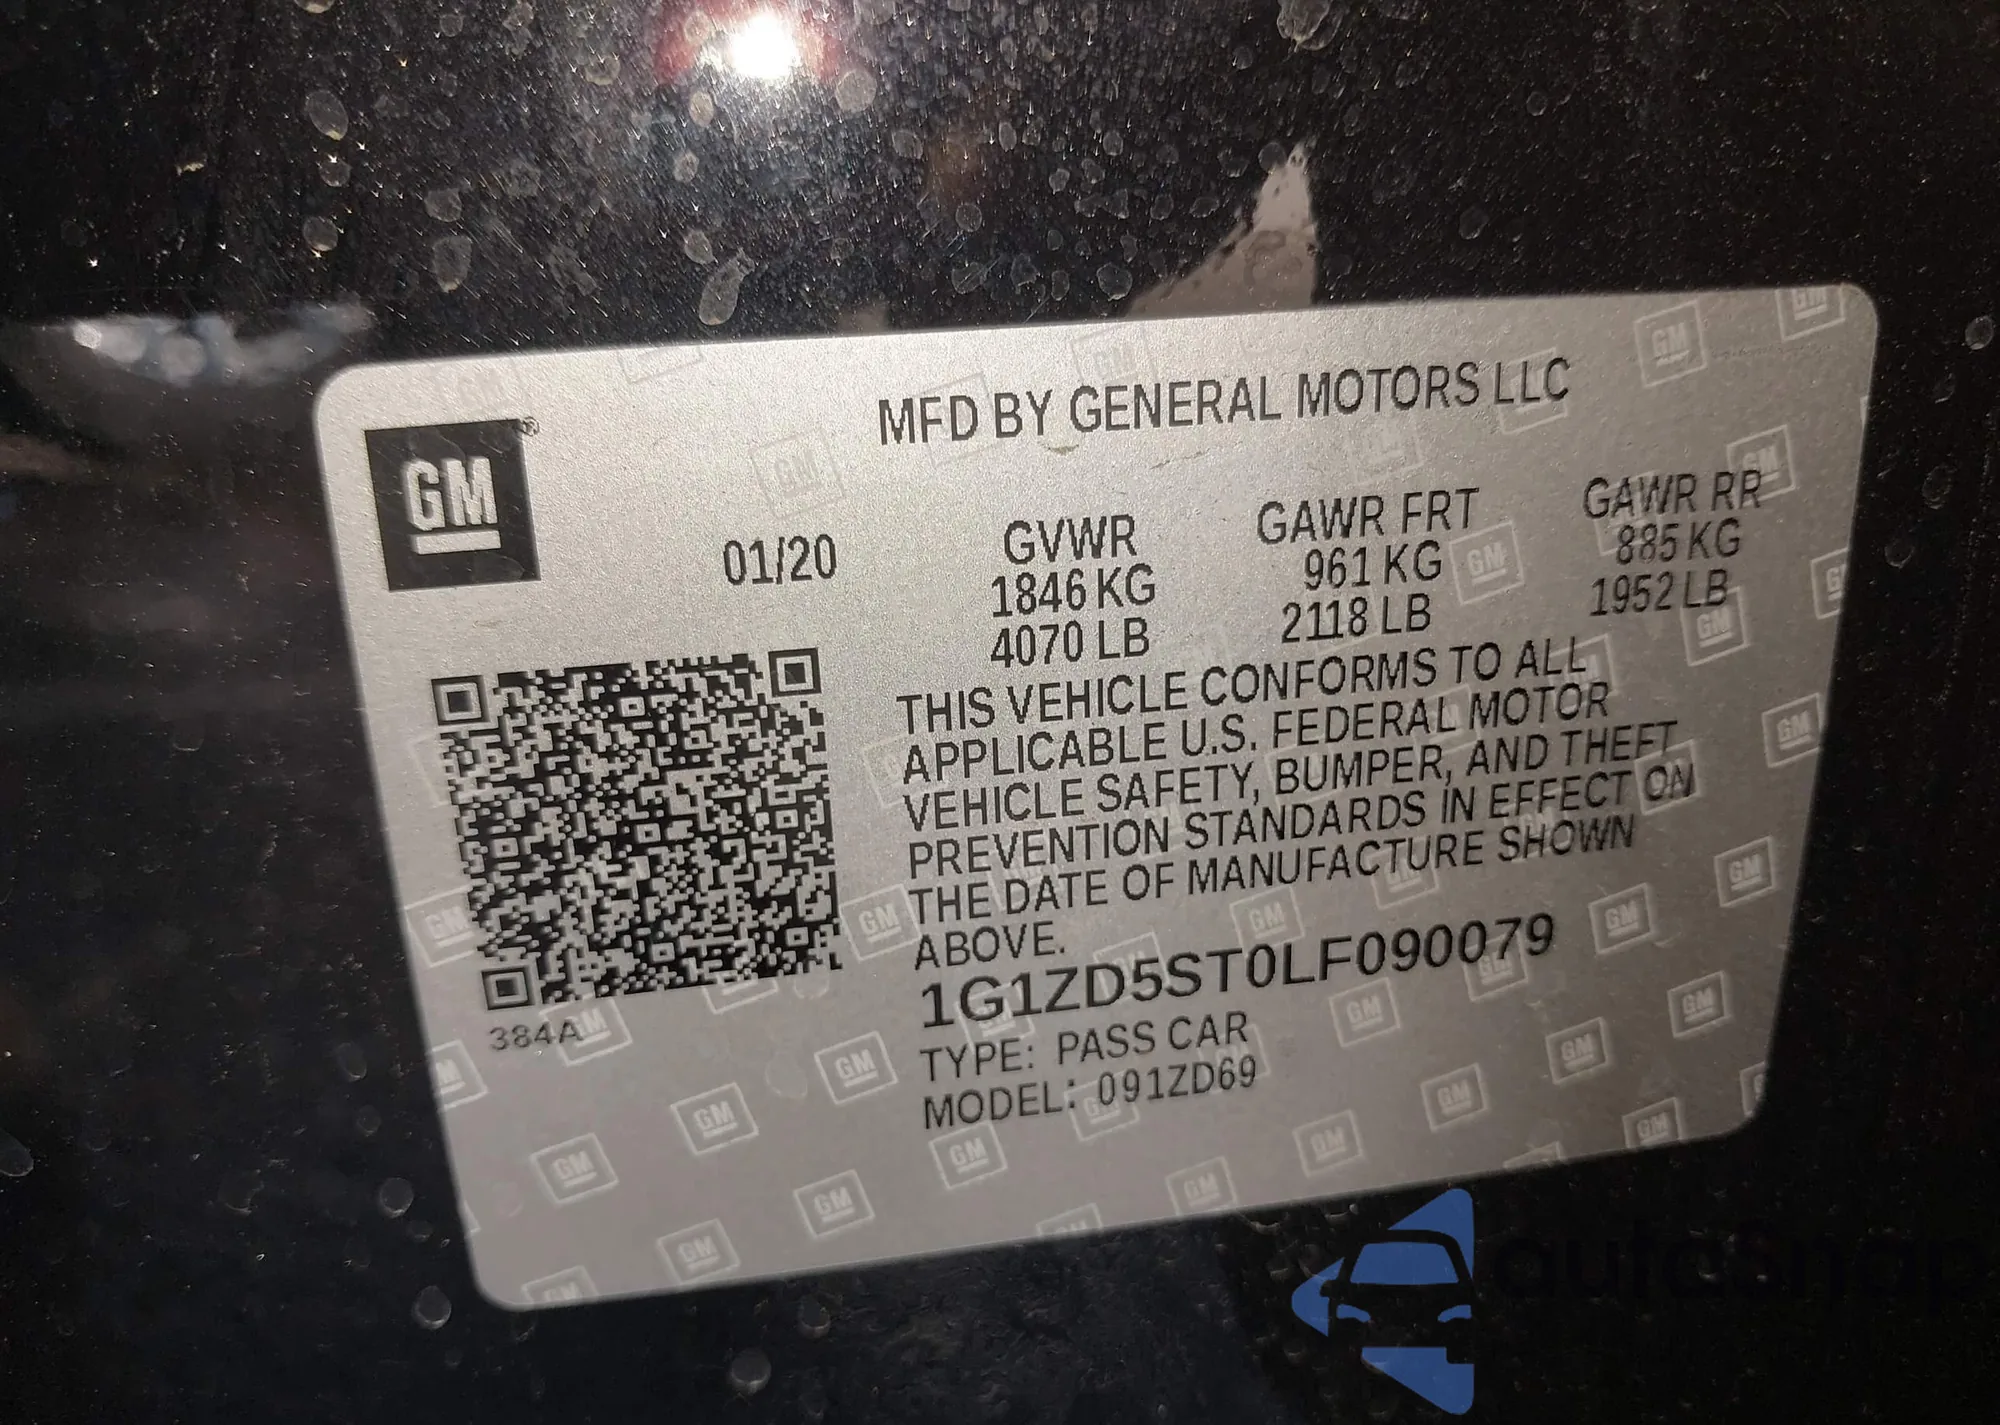 MFD BY GENERAL MOTORS LLC
GM®
01/20
GVWR GAWR FRT GAWR RR
1846 KG 961 KG 885 KG
4070 LB 2118 LB 1952 LB
THIS VEHICLE CONFORMS TO ALL
APPLICABLE U.S. FEDERAL MOTOR
VEHICLE SAFETY, BUMPER, AND THEFT
PREVENTION STANDARDS IN EFFECT ON
THE DATE OF MANUFACTURE SHOWN
ABOVE.
1G1ZD5ST0LF090079
TYPE: PASS CAR
MODEL: 091ZD69
384A